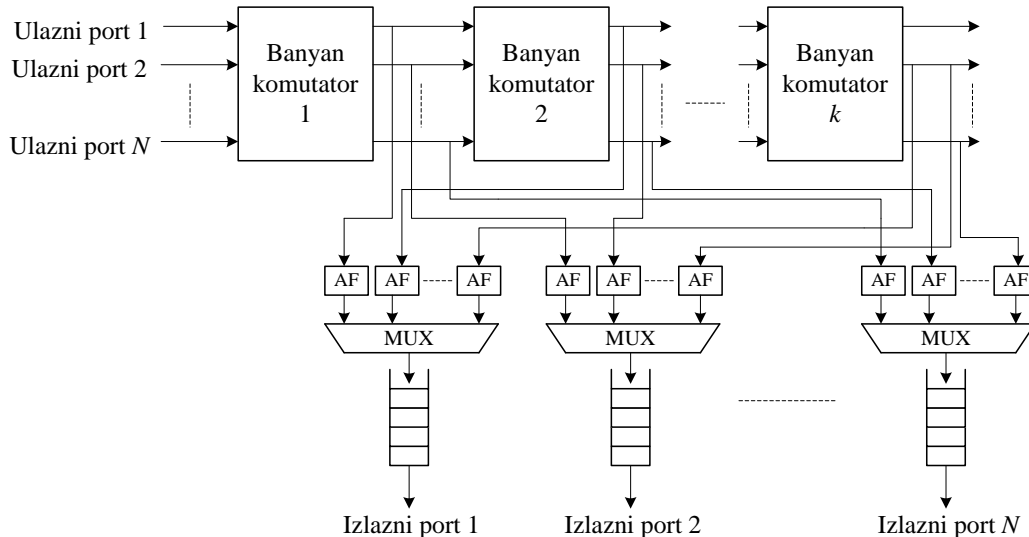 Ulazni port 1
Ulazni port 2
Ulazni port N
Banyan
komutator
1
Banyan
komutator
2
Banyan
komutator
k
AF AF AF AF AF AF AF AF AF
MUX MUX MUX
Izlazni port 1 Izlazni port 2 Izlazni port N